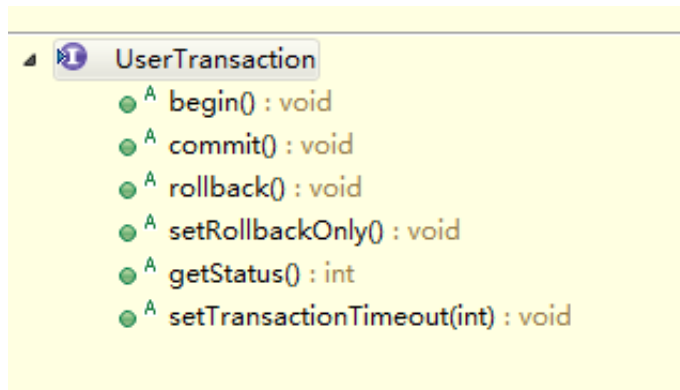 UserTransaction
A begin() : void
A commit() : void
A rollback() : void
A setRollbackOnly() : void
A getStatus() : int
A setTransactionTimeout(int) : void